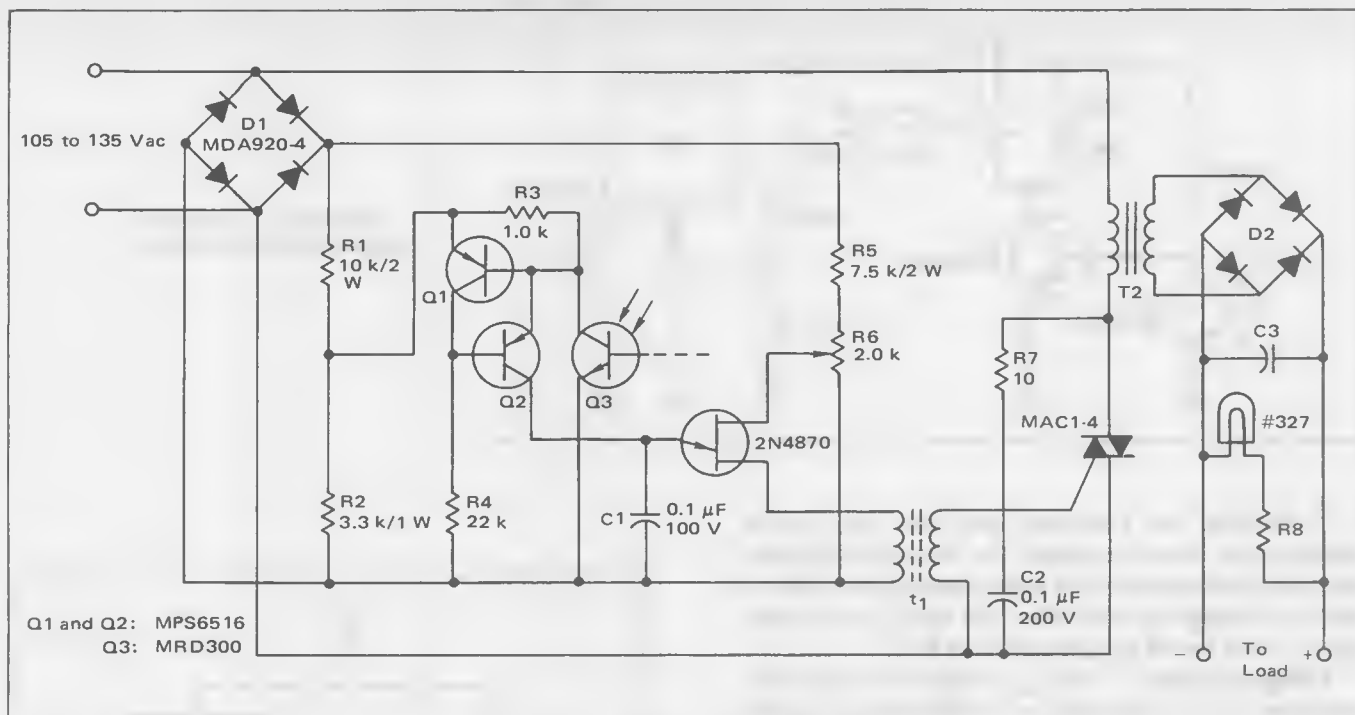 D1
105 to 135 Vac
MDA920-4
R3
1.0 k
R1
10 k/2
W
Q1
R5
7.5 k/2 W
D2
T2
R6
2.0 k
C3
R7
10
Q2
Q3
MAC1-4
#327
2N4870
R2
3.3 k/1 W
R4
22 k
C1
0.1 μF
100 V
R8
t1
C2
0.1 μF
200 V
Q1 and Q2: MPS6516
Q3: MRD300
− To +
Load